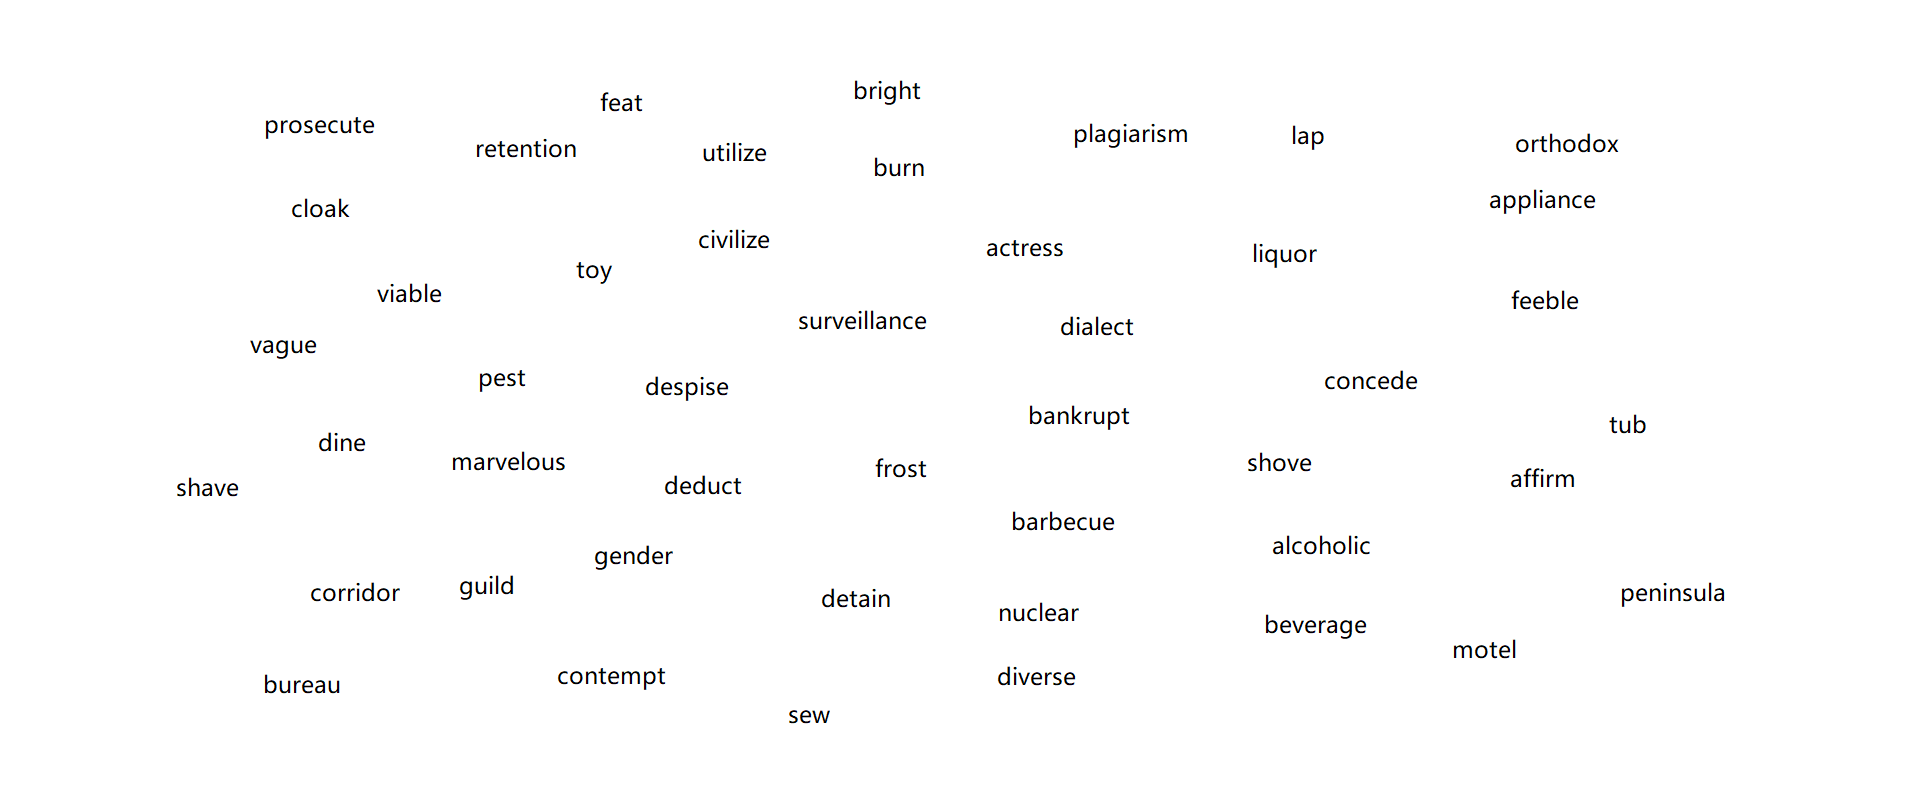 bright
feat
prosecute
plagiarism
lap
orthodox
retention
utilize
burn
appliance
cloak
civilize
actress
liquor
toy
viable
feeble
surveillance
dialect
vague
pest
despise
concede
bankrupt
tub
dine
marvelous
shove
frost
affirm
shave
deduct
barbecue
alcoholic
gender
guild
corridor
peninsula
detain
nuclear
beverage
motel
contempt
diverse
bureau
sew